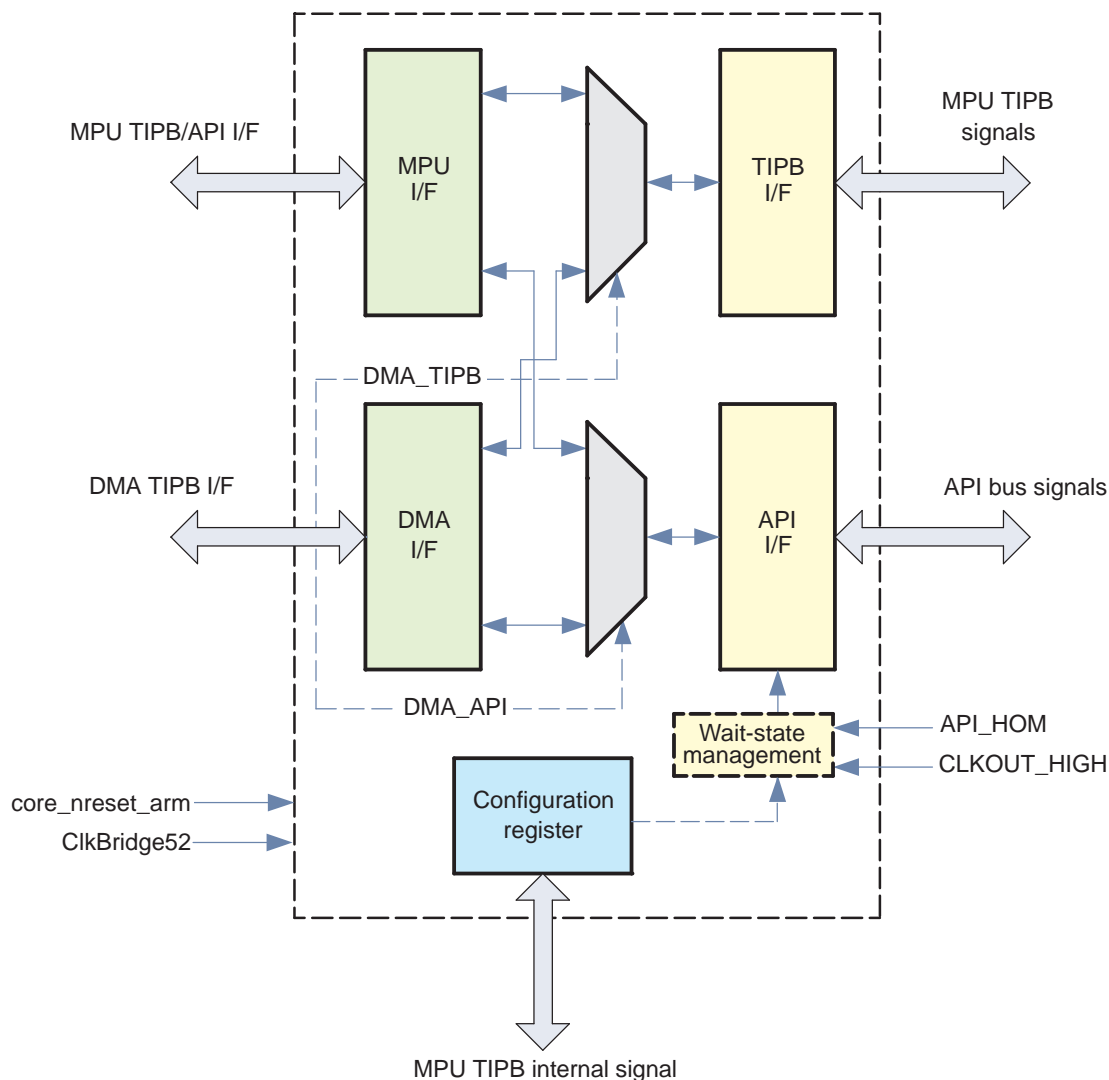 MPU TIPB/API I/F
MPU
I/F
TIPB
I/F
MPU TIPB
signals
DMA_TIPB
DMA TIPB I/F
DMA
I/F
API
I/F
API bus signals
DMA_API
Wait-state
management
API_HOM
CLKOUT_HIGH
core_nreset_arm
ClkBridge52
Configuration
register
MPU TIPB internal signal